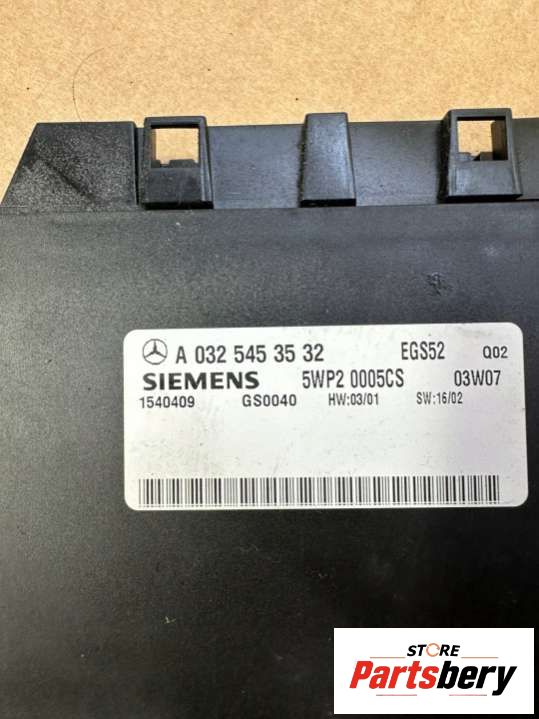 A 032 545 35 32 EGS52 Q02
SIEMENS 5WP2 0005CS 03W07
1540409 GS0040 HW:03/01 SW:16/02
STORE
Partsbery